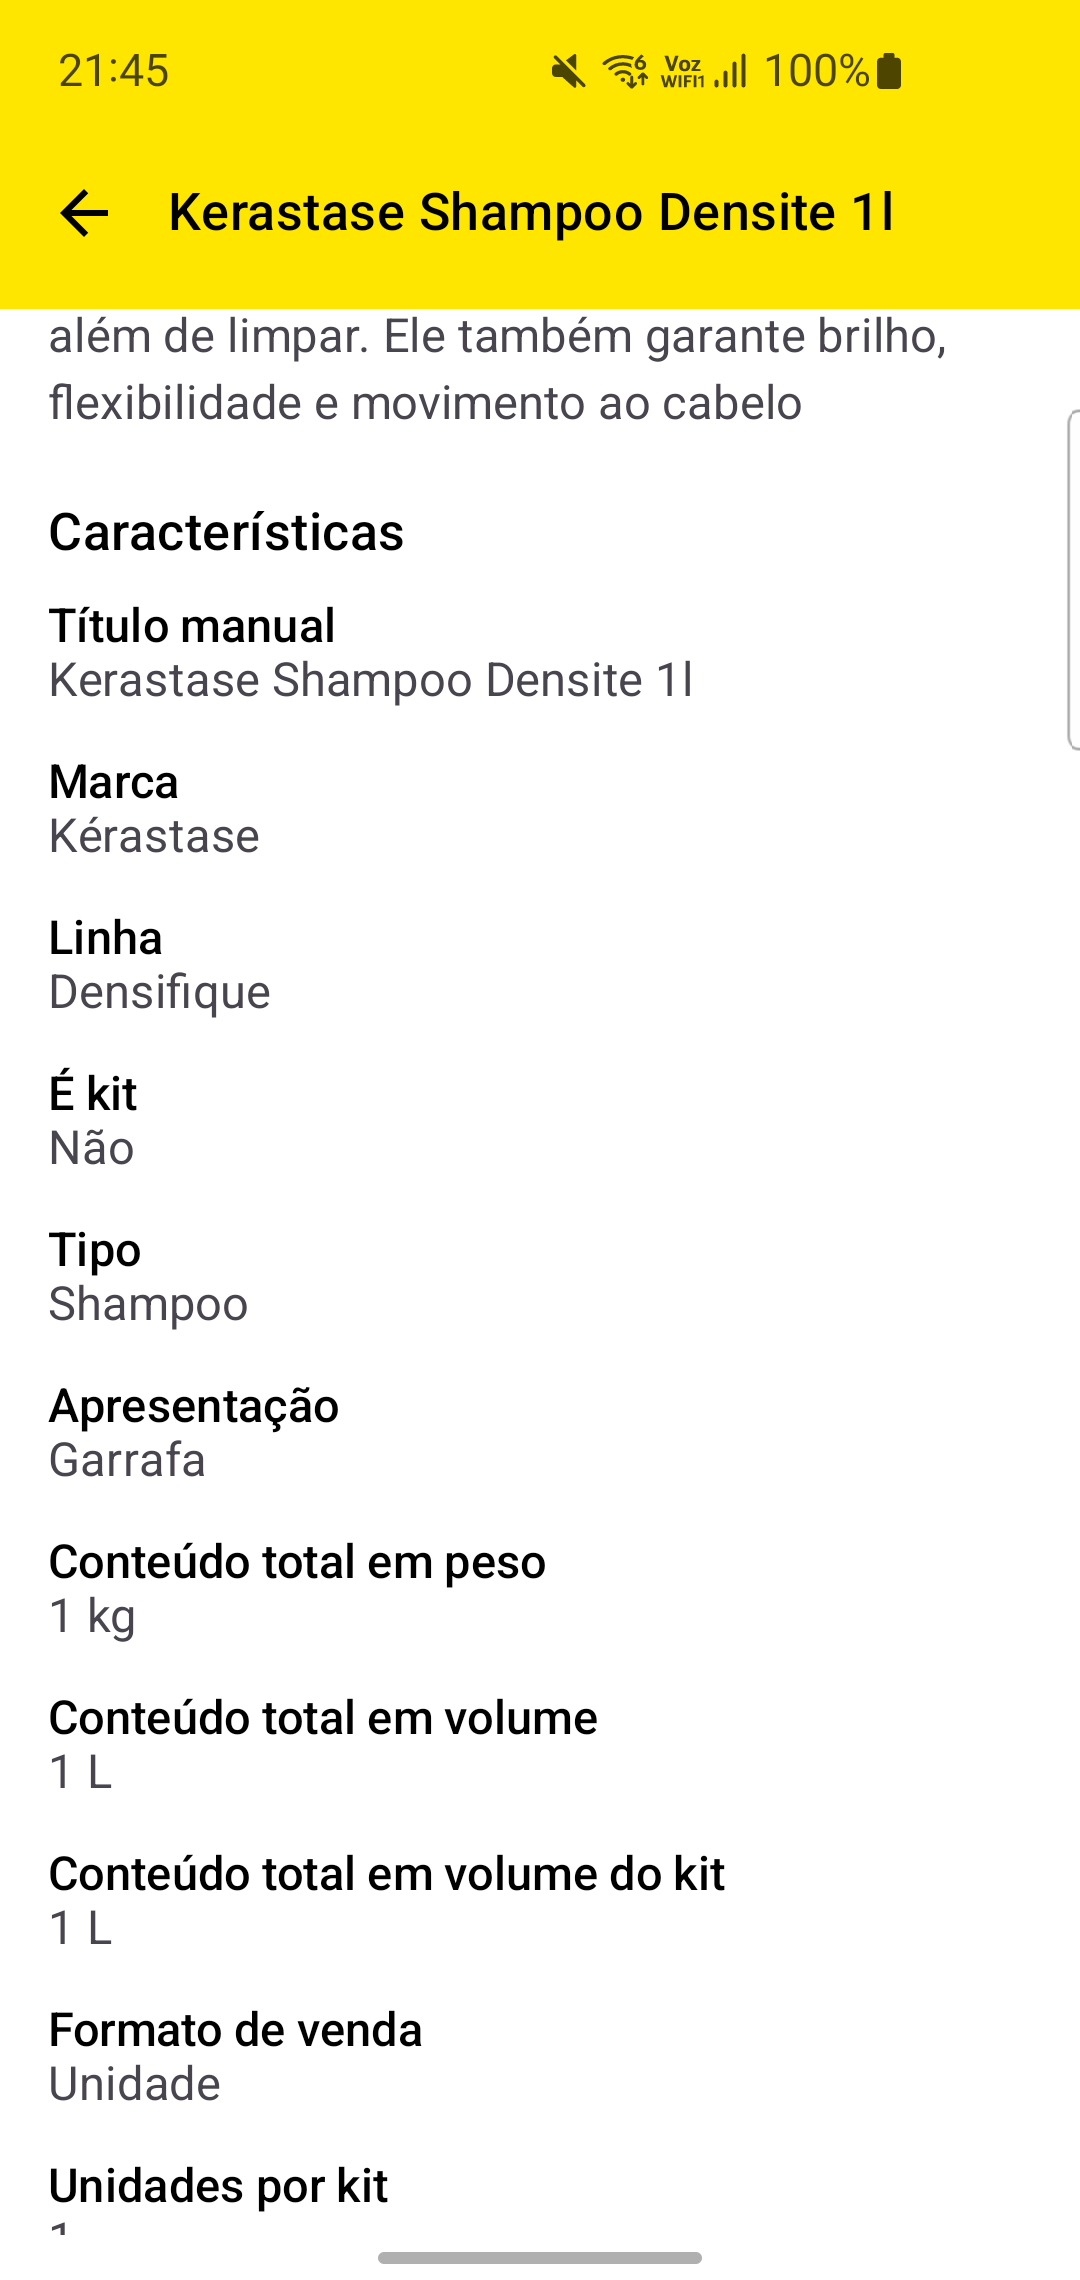 21:45
6
Voz
WIFI1
100%
Kerastase Shampoo Densite 1l
além de limpar. Ele também garante brilho,
flexibilidade e movimento ao cabelo
Características
Título manual
Kerastase Shampoo Densite 1l
Marca
Kérastase
Linha
Densifique
É kit
Não
Tipo
Shampoo
Apresentação
Garrafa
Conteúdo total em peso
1 kg
Conteúdo total em volume
1 L
Conteúdo total em volume do kit
1 L
Formato de venda
Unidade
Unidades por kit